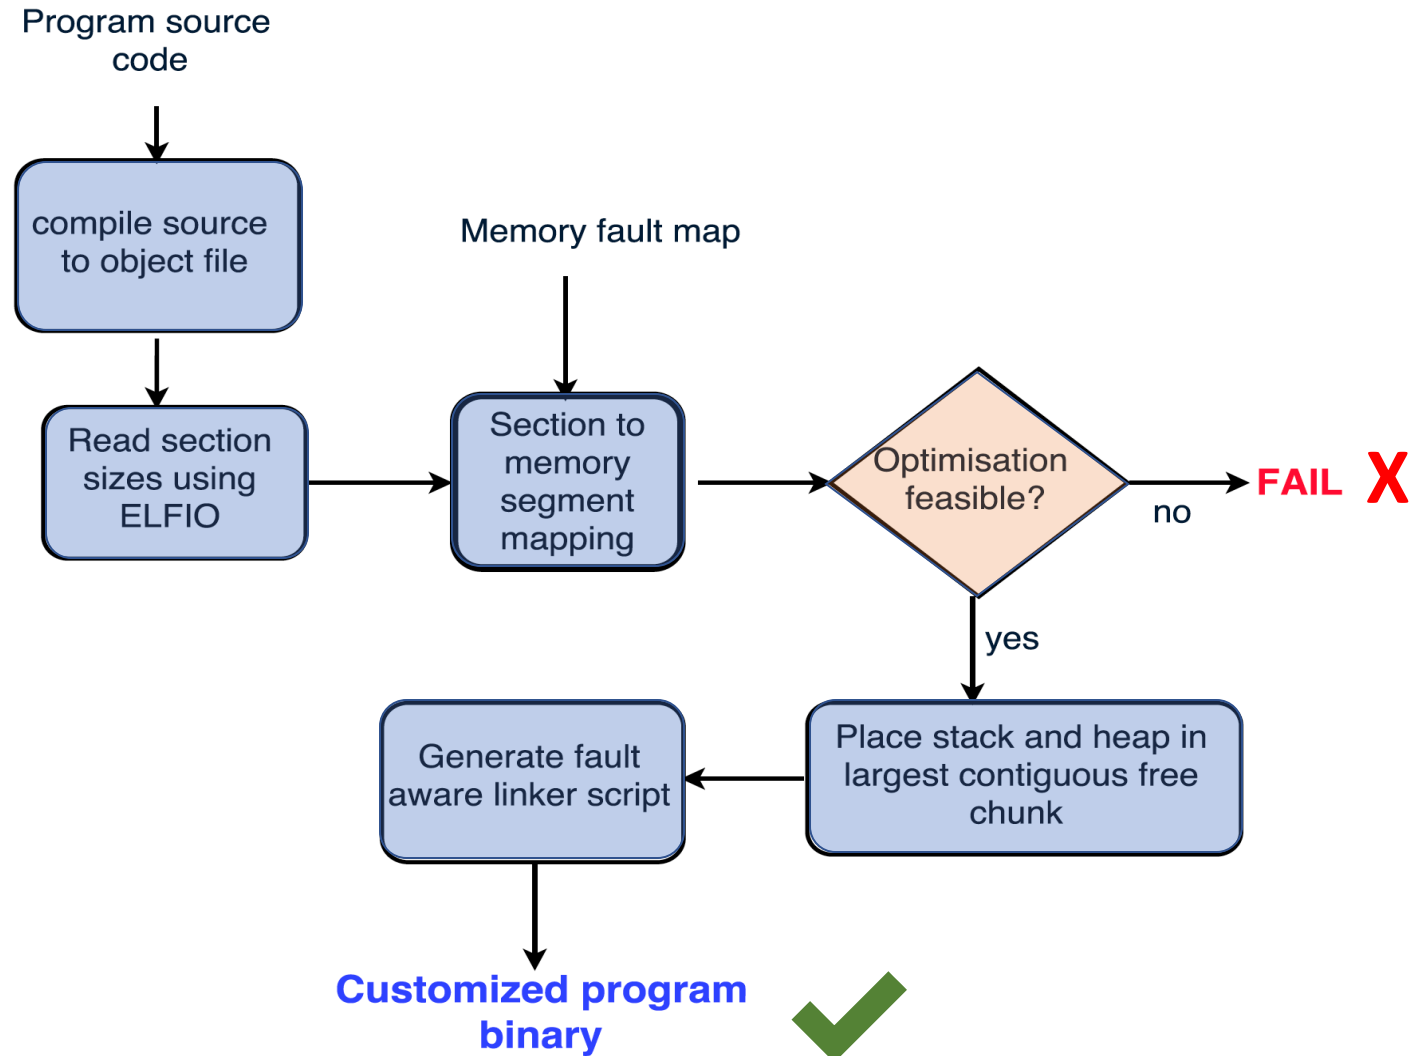 Program source
code
compile source
to object file
Memory fault map
Read section
sizes using
ELFIO
Section to
memory
segment
mapping
Optimisation
feasible?
no
FAIL X
yes
Place stack and heap in
largest contiguous free
chunk
Generate fault
aware linker script
Customized program
binary